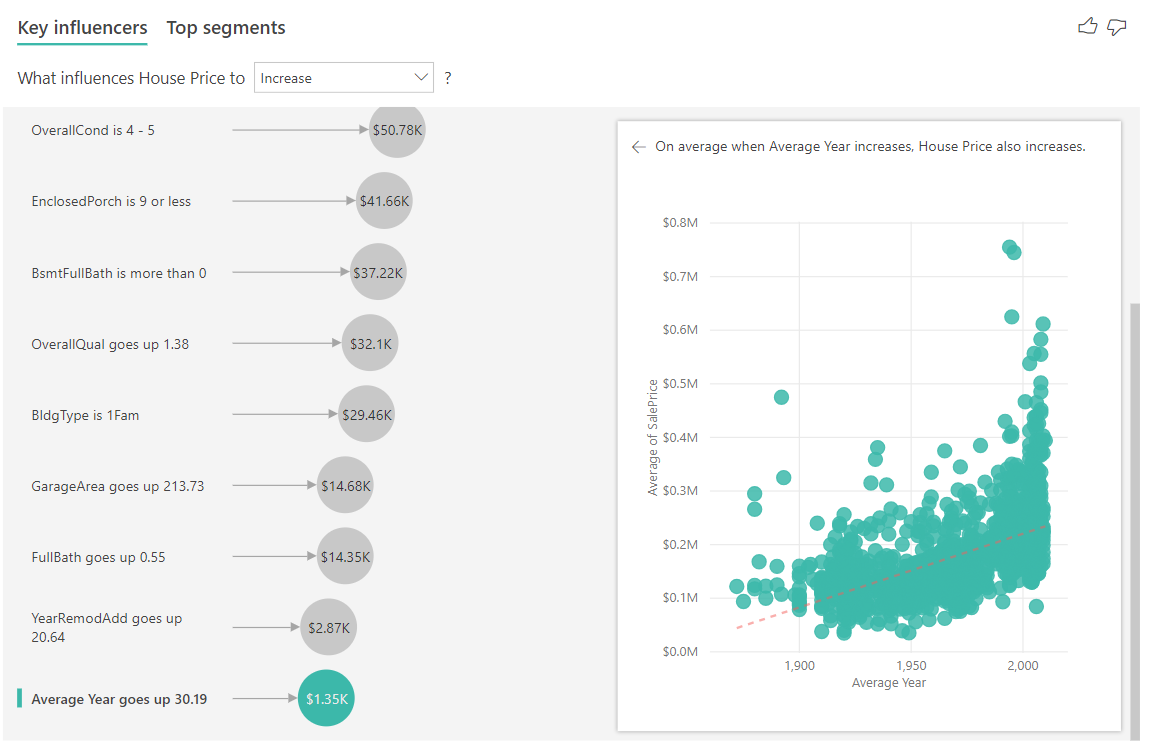 Key influencers Top segments
What influences House Price to Increase ?
OverallCond is 4 - 5 $50.78K
EnclosedPorch is 9 or less $41.66K
BsmtFullBath is more than 0 $37.22K
OverallQual goes up 1.38 $32.1K
BldgType is 1Fam $29.46K
GarageArea goes up 213.73 $14.68K
FullBath goes up 0.55 $14.35K
YearRemodAdd goes up
20.64 $2.87K
Average Year goes up 30.19 $1.35K
On average when Average Year increases, House Price also increases.
$0.8M
$0.7M
$0.6M
$0.5M
$0.4M
$0.3M
$0.2M
$0.1M
$0.0M
Average of SalePrice
1,900 1,950 2,000
Average Year